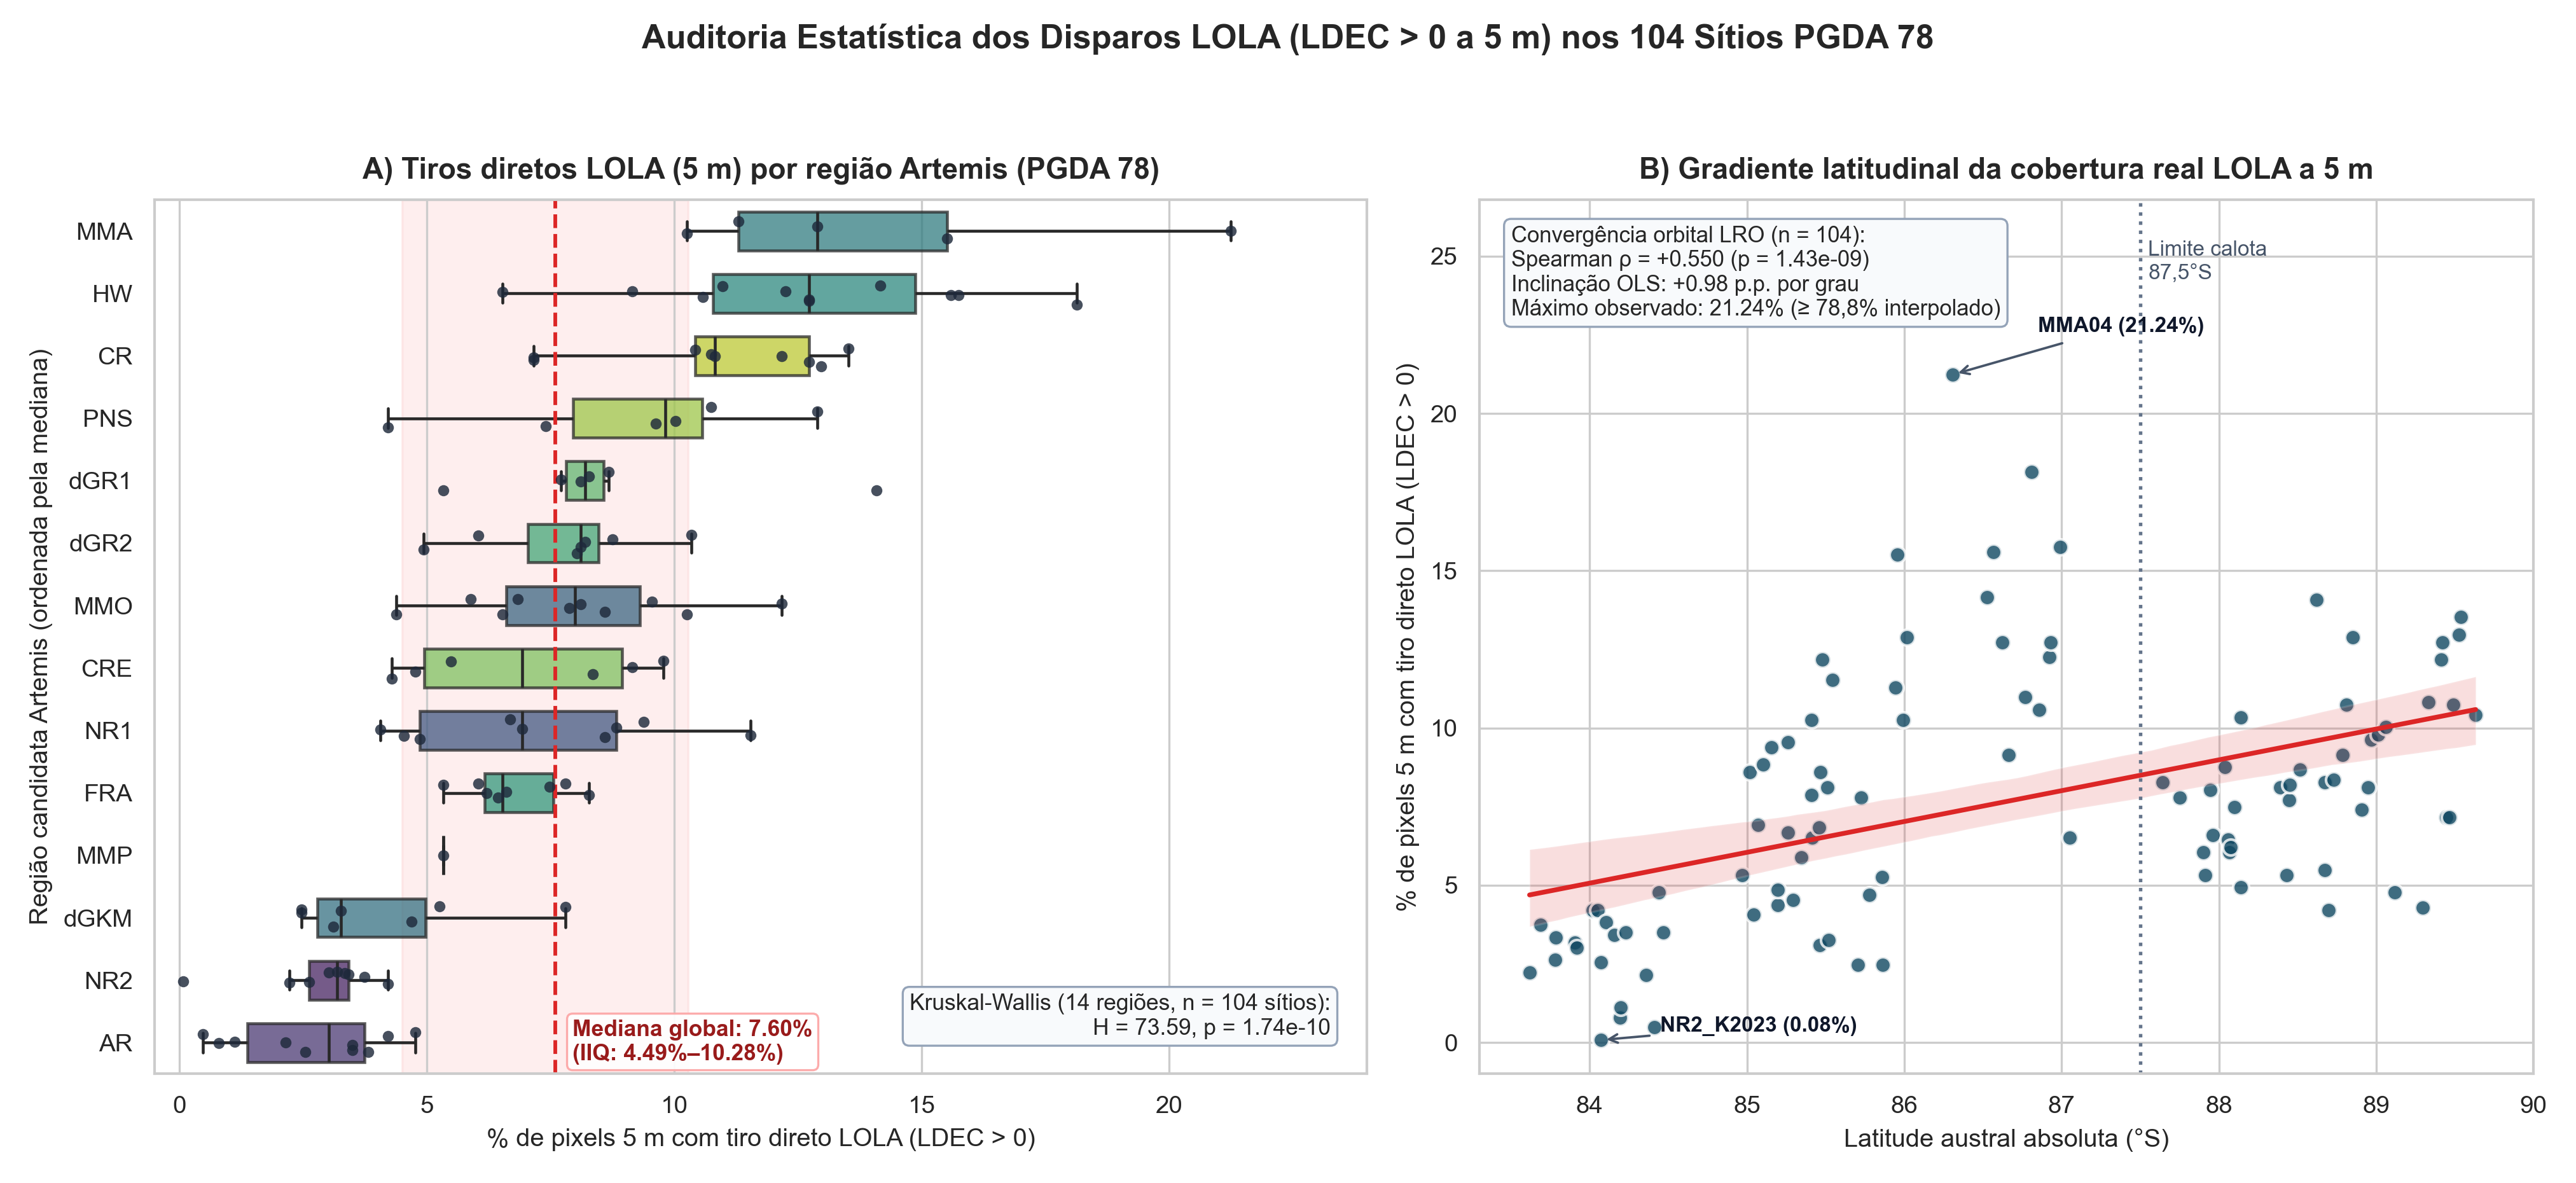 Auditoria Estatística dos Disparos LOLA (LDEC > 0 a 5 m) nos 104 Sítios PGDA 78
A) Tiros diretos LOLA (5 m) por região Artemis (PGDA 78)
Região candidata Artemis (ordenada pela mediana)
MMA
HW
CR
PNS
dGR1
dGR2
MMO
CRE
NR1
FRA
MMP
dGKM
NR2
AR
Mediana global: 7.60%
(IIQ: 4.49%–10.28%)
Kruskal-Wallis (14 regiões, n = 104 sítios):
H = 73.59, p = 1.74e-10
0 5 10 15 20
% de pixels 5 m com tiro direto LOLA (LDEC > 0)
B) Gradiente latitudinal da cobertura real LOLA a 5 m
% de pixels 5 m com tiro direto LOLA (LDEC > 0)
25
20
15
10
5
0
Convergência orbital LRO (n = 104):
Spearman ρ = +0.550 (p = 1.43e-09)
Inclinação OLS: +0.98 p.p. por grau
Máximo observado: 21.24% (≥ 78,8% interpolado)
Limite calota
87,5°S
MMA04 (21.24%)
NR2_K2023 (0.08%)
84 85 86 87 88 89 90
Latitude austral absoluta (°S)